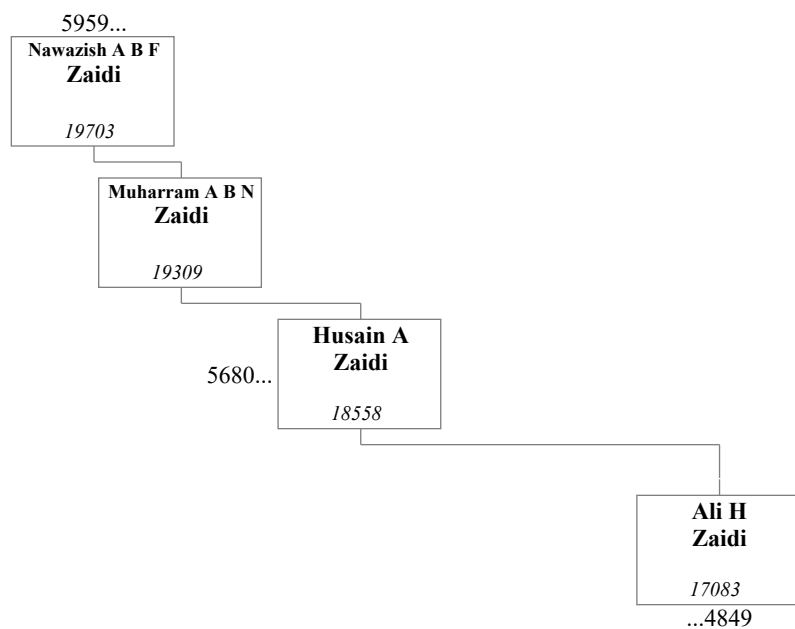 5959...
Nawazish A B F
Zaidi
19703
Muharram A B N
Zaidi
19309
Husain A
Zaidi
5680...
18558
Ali H
Zaidi
17083
...4849